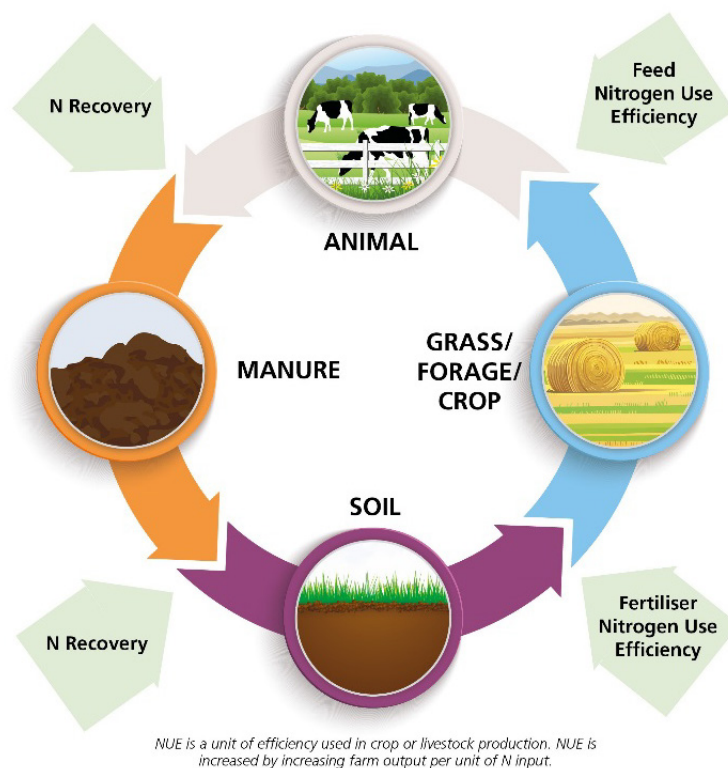 N Recovery
Feed
Nitrogen Use
Efficiency
ANIMAL
MANURE
GRASS/
FORAGE/
CROP
SOIL
N Recovery
Fertiliser
Nitrogen Use
Efficiency
NUE is a unit of efficiency used in crop or livestock production. NUE is
increased by increasing farm output per unit of N input.